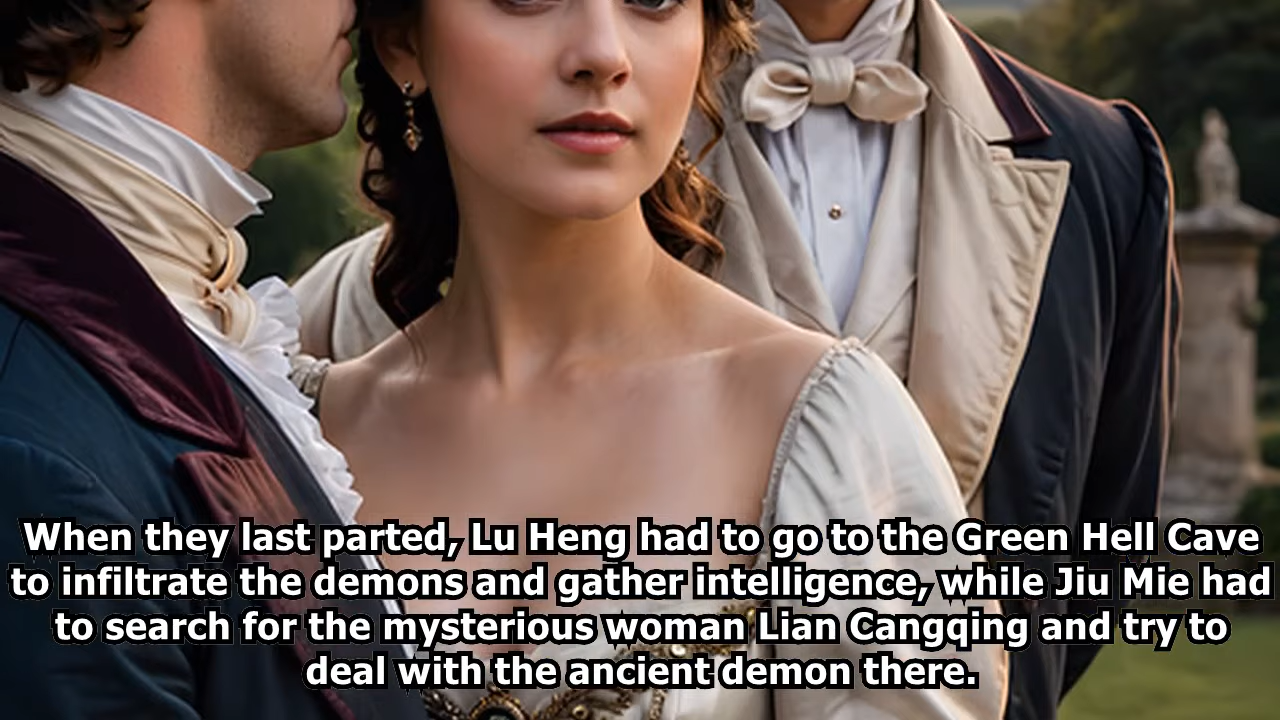 When they last parted, Lu Heng had to go to the Green Hell Cave
to infiltrate the demons and gather intelligence, while Jiu Mie had
to search for the mysterious woman Lian Cangqing and try to
deal with the ancient demon there.